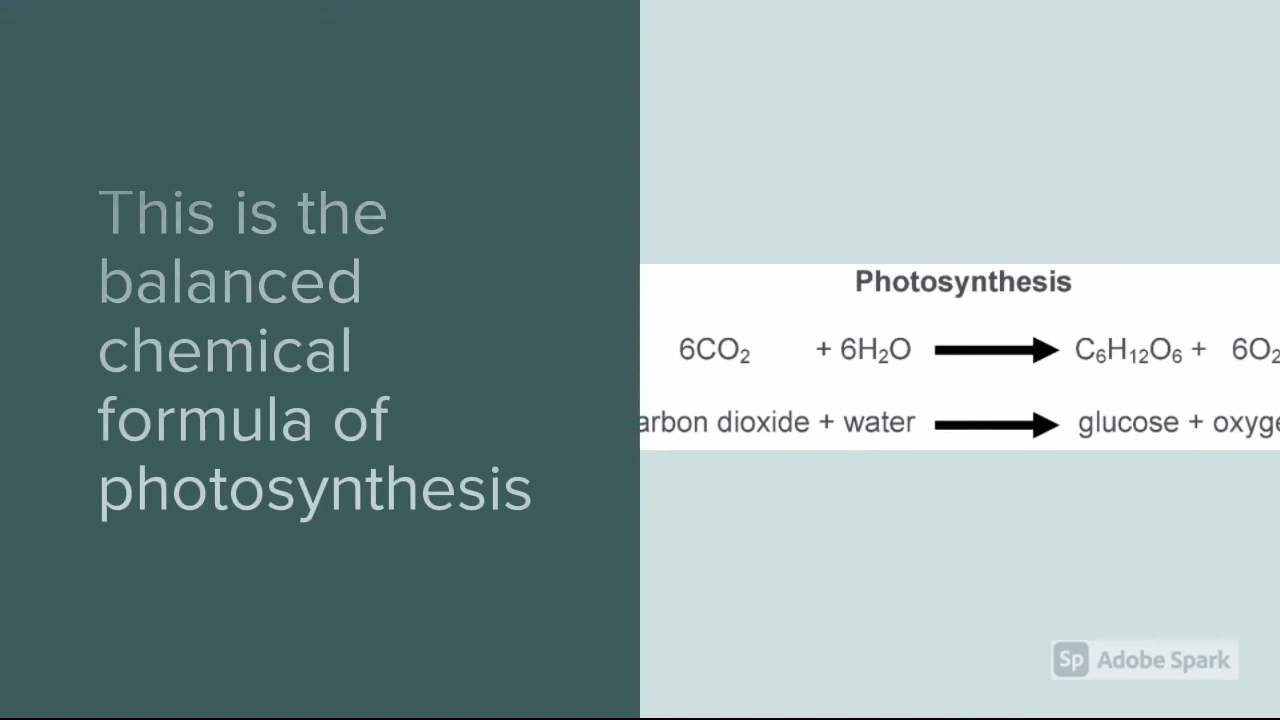 This is the
balanced
chemical
formula of
photosynthesis
Photosynthesis
6CO₂ + 6H₂O → C₆H₁₂O₆ + 6O₂
arbon dioxide + water → glucose + oxyge
Sp Adobe Spark